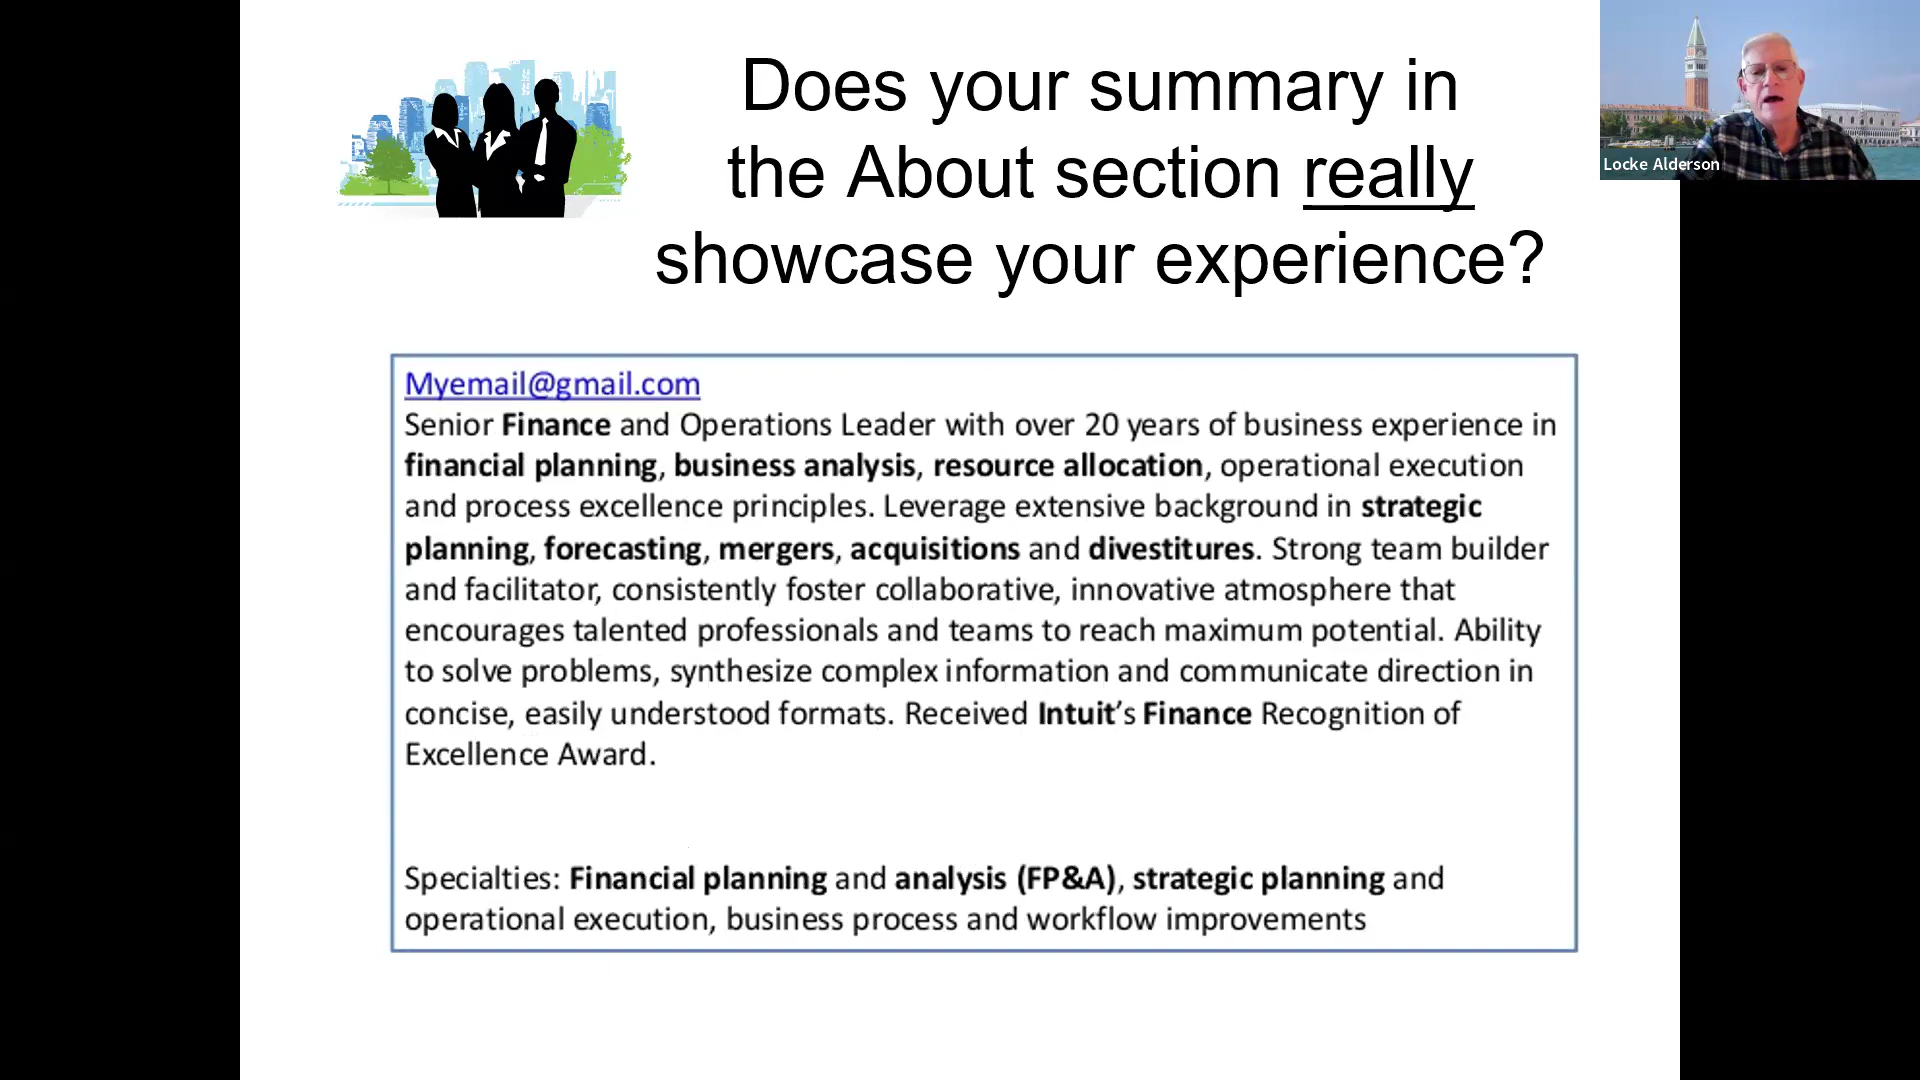 Does your summary in
the About section really
showcase your experience?
Locke Alderson
Myemail@gmail.com
Senior Finance and Operations Leader with over 20 years of business experience in
financial planning, business analysis, resource allocation, operational execution
and process excellence principles. Leverage extensive background in strategic
planning, forecasting, mergers, acquisitions and divestitures. Strong team builder
and facilitator, consistently foster collaborative, innovative atmosphere that
encourages talented professionals and teams to reach maximum potential. Ability
to solve problems, synthesize complex information and communicate direction in
concise, easily understood formats. Received Intuit’s Finance Recognition of
Excellence Award.
Specialties: Financial planning and analysis (FP&A), strategic planning and
operational execution, business process and workflow improvements